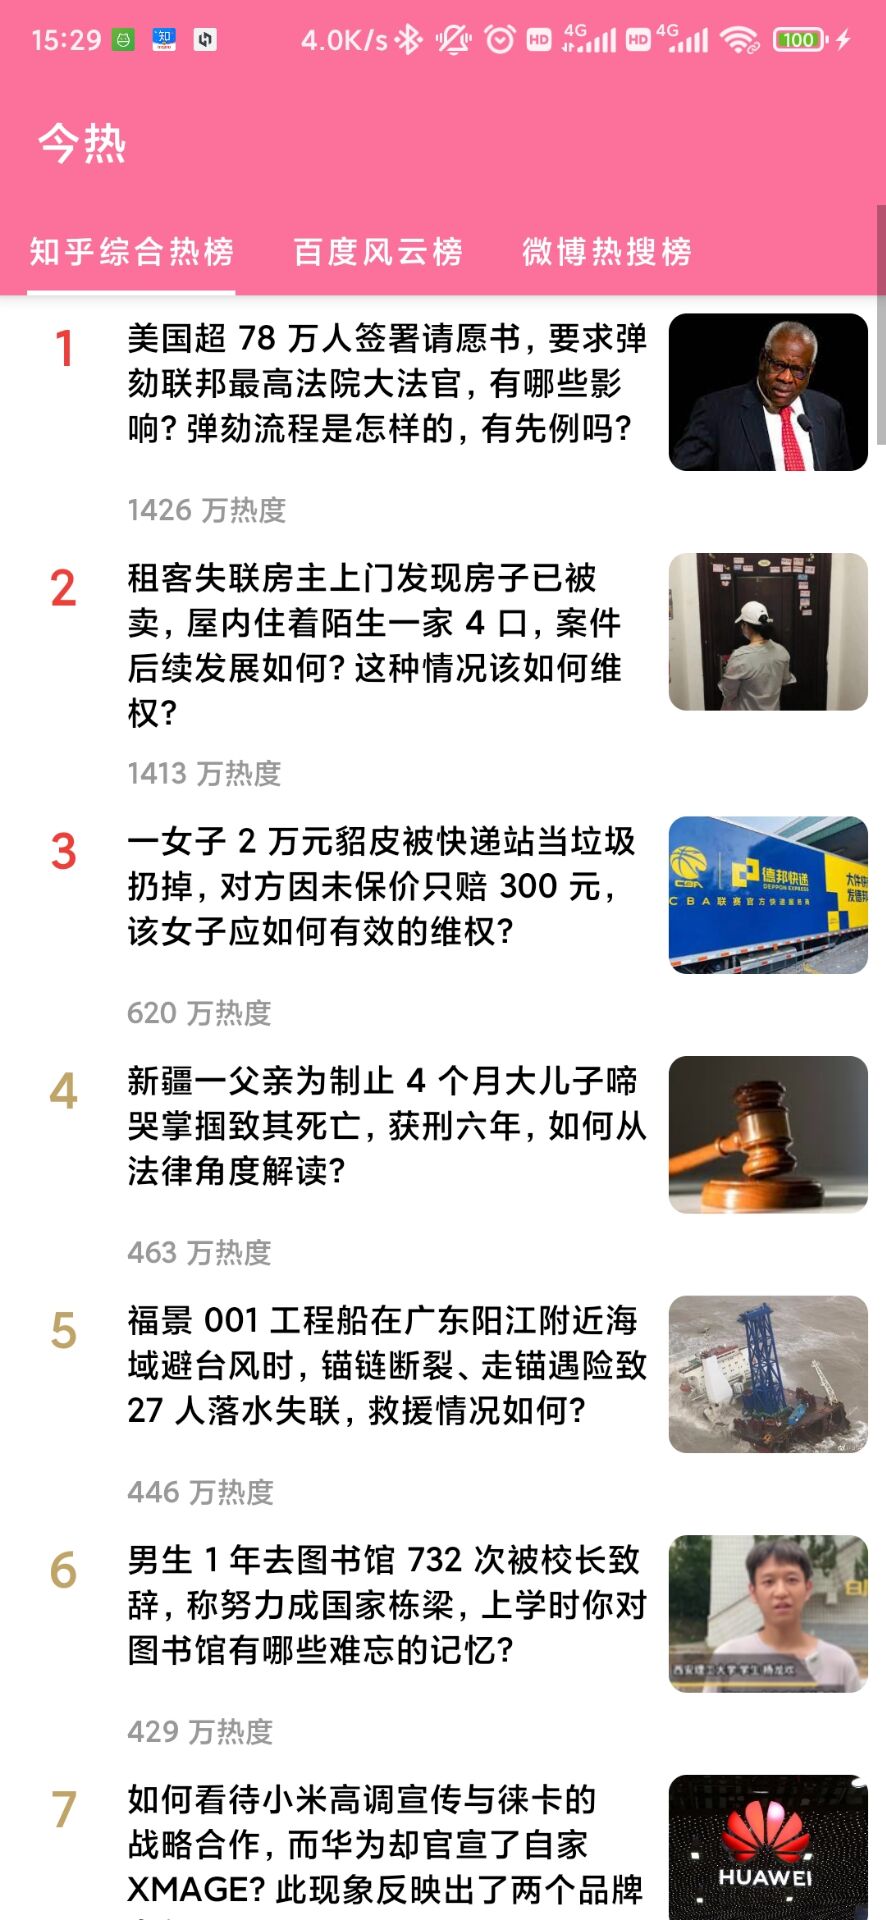 15:29
4.0K/s
HD
4G
HD
4G
100
今热
知乎综合热榜
百度风云榜
微博热搜榜
1
美国超 78 万人签署请愿书，要求弹
劾联邦最高法院大法官，有哪些影
响？弹劾流程是怎样的，有先例吗？
1426 万热度
2
租客失联房主上门发现房子已被
卖，屋内住着陌生一家 4 口，案件
后续发展如何？这种情况该如何维
权？
1413 万热度
3
一女子 2 万元貂皮被快递站当垃圾
扔掉，对方因未保价只赔 300 元，
该女子应如何有效的维权？
CBA
德邦快递
DEPPON EXPRESS
CBA联赛官方快递服务商
620 万热度
4
新疆一父亲为制止 4 个月大儿子啼
哭掌掴致其死亡，获刑六年，如何从
法律角度解读？
463 万热度
5
福景 001 工程船在广东阳江附近海
域避台风时，锚链断裂、走锚遇险致
27 人落水失联，救援情况如何？
446 万热度
6
男生 1 年去图书馆 732 次被校长致
辞，称努力成国家栋梁，上学时你对
图书馆有哪些难忘的记忆？
西安理工大学 学生
429 万热度
7
如何看待小米高调宣传与徕卡的
战略合作，而华为却官宣了自家
XMAGE？此现象反映出了两个品牌
HUAWEI